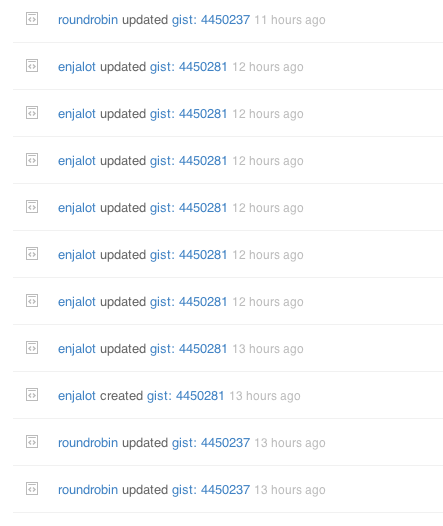 roundrobin updated gist: 4450237 11 hours ago
enjalot updated gist: 4450281 12 hours ago
enjalot updated gist: 4450281 12 hours ago
enjalot updated gist: 4450281 12 hours ago
enjalot updated gist: 4450281 12 hours ago
enjalot updated gist: 4450281 12 hours ago
enjalot updated gist: 4450281 12 hours ago
enjalot updated gist: 4450281 13 hours ago
enjalot created gist: 4450281 13 hours ago
roundrobin updated gist: 4450237 13 hours ago
roundrobin updated gist: 4450237 13 hours ago